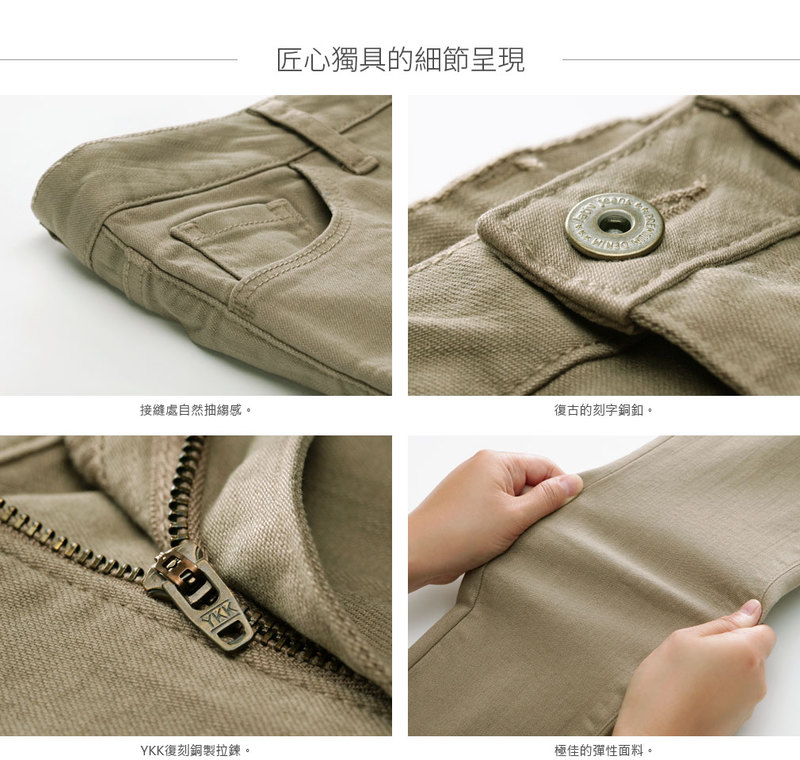 匠心獨具的細節呈現
接縫處自然抽縐感。
復古的刻字銅釦。
YKK
YKK復刻銅製拉鍊。
極佳的彈性面料。